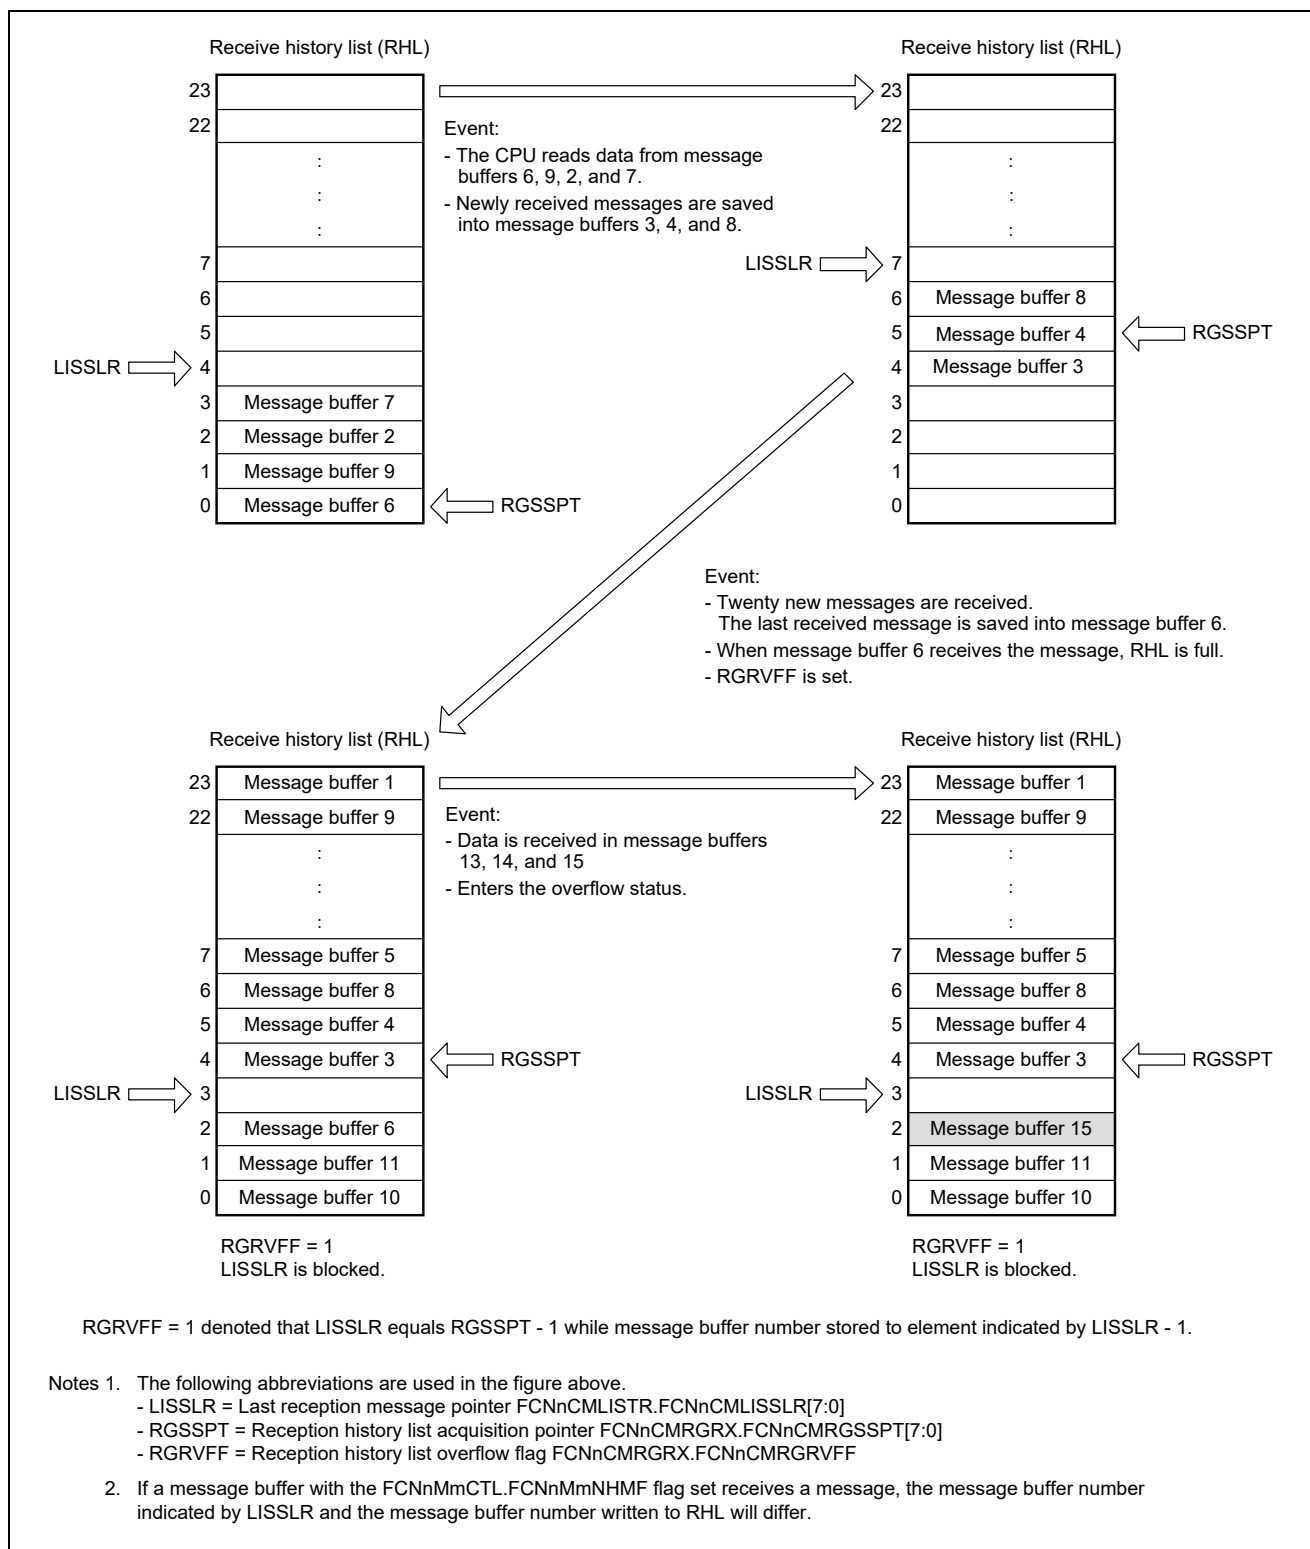 Receive history list (RHL)
23
22
:
:
:
7
6
5
LISSLR
4
3 Message buffer 7
2 Message buffer 2
1 Message buffer 9
0 Message buffer 6
RGSSPT
Event:
- The CPU reads data from message
buffers 6, 9, 2, and 7.
- Newly received messages are saved
into message buffers 3, 4, and 8.
Receive history list (RHL)
23
22
:
:
:
LISSLR
7
6 Message buffer 8
5 Message buffer 4
RGSSPT
4 Message buffer 3
3
2
1
0
Event:
- Twenty new messages are received.
The last received message is saved into message buffer 6.
- When message buffer 6 receives the message, RHL is full.
- RGRVFF is set.
Receive history list (RHL)
23 Message buffer 1
22 Message buffer 9
:
:
:
7 Message buffer 5
6 Message buffer 8
5 Message buffer 4
4 Message buffer 3
RGSSPT
LISSLR
3
2 Message buffer 6
1 Message buffer 11
0 Message buffer 10
RGRVFF = 1
LISSLR is blocked.
Event:
- Data is received in message buffers
13, 14, and 15
- Enters the overflow status.
Receive history list (RHL)
23 Message buffer 1
22 Message buffer 9
:
:
:
7 Message buffer 5
6 Message buffer 8
5 Message buffer 4
4 Message buffer 3
RGSSPT
LISSLR
3
2 Message buffer 15
1 Message buffer 11
0 Message buffer 10
RGRVFF = 1
LISSLR is blocked.
RGRVFF = 1 denoted that LISSLR equals RGSSPT - 1 while message buffer number stored to element indicated by LISSLR - 1.
Notes 1. The following abbreviations are used in the figure above.
- LISSLR = Last reception message pointer FCNnCMLISTR.FCNnCMLISSLR[7:0]
- RGSSPT = Reception history list acquisition pointer FCNnCMRGRX.FCNnCMRGSSPT[7:0]
- RGRVFF = Reception history list overflow flag FCNnCMRGRX.FCNnCMRGRVFF
2. If a message buffer with the FCNnMmCTL.FCNnMmNHMF flag set receives a message, the message buffer number
indicated by LISSLR and the message buffer number written to RHL will differ.